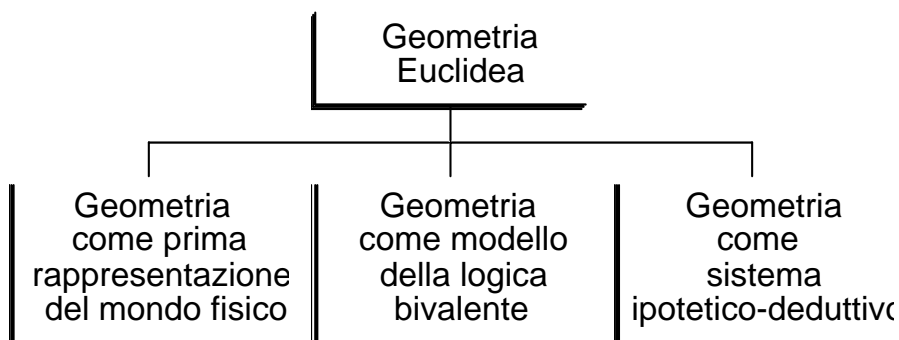 Geometria
Euclidea
Geometria
come prima
rappresentazione
del mondo fisico
Geometria
come modello
della logica
bivalente
Geometria
come
sistema
ipotetico-deduttivo